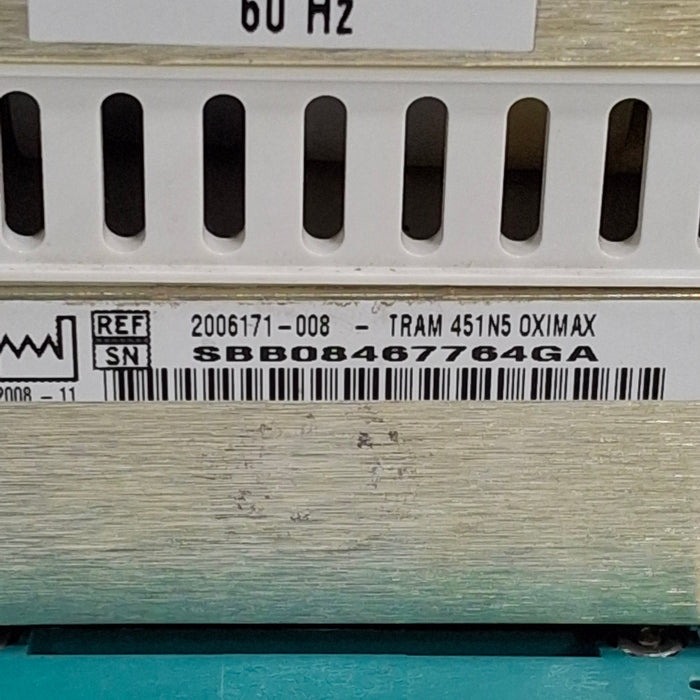 60 Hz
REF 2006171-008 - TRAM 451N5 OXIMAX
SN SBB08467764GA
2008 - 11